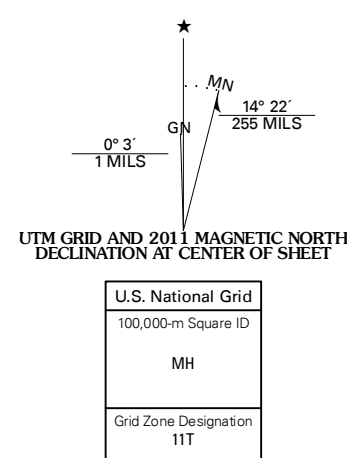 ★
MN
14° 22´
255 MILS
GN
0° 3´
1 MILS
UTM GRID AND 2011 MAGNETIC NORTH
DECLINATION AT CENTER OF SHEET
U.S. National Grid
100,000-m Square ID
MH
Grid Zone Designation
11T